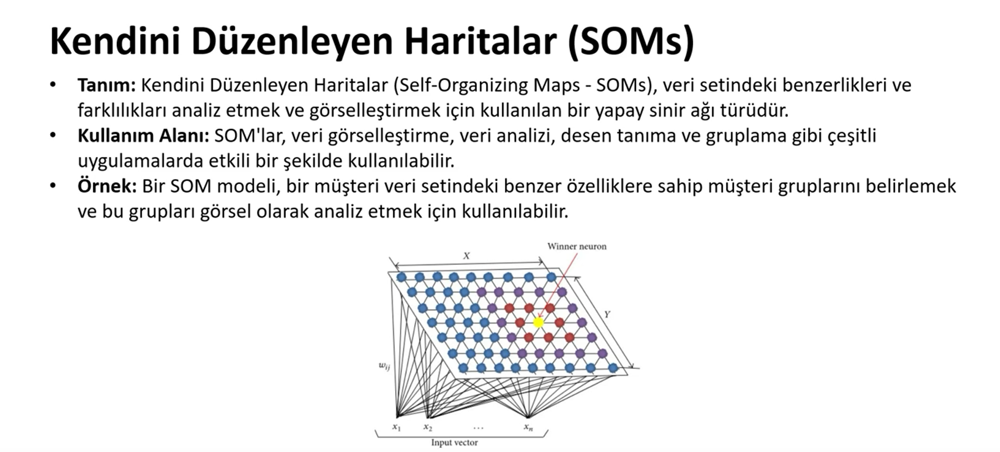 Kendini Düzenleyen Haritalar (SOMs)
• Tanım: Kendini Düzenleyen Haritalar (Self-Organizing Maps - SOMs), veri setindeki benzerlikleri ve
farklılıkları analiz etmek ve görselleştirmek için kullanılan bir yapay sinir ağı türüdür.
• Kullanım Alanı: SOM'lar, veri görselleştirme, veri analizi, desen tanıma ve gruplama gibi çeşitli
uygulamalarda etkili bir şekilde kullanılabilir.
• Örnek: Bir SOM modeli, bir müşteri veri setindeki benzer özelliklere sahip müşteri gruplarını belirlemek
ve bu grupları görsel olarak analiz etmek için kullanılabilir.
Winner neuron
X
Y
w_ij
x_1 x_2 ... x_n
Input vector